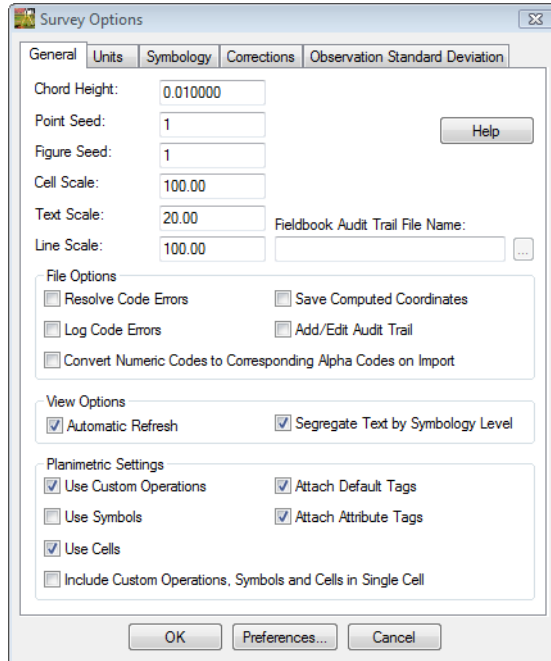 Survey Options
General Units Symbology Corrections Observation Standard Deviation
Chord Height: 0.010000
Point Seed: 1
Help
Figure Seed: 1
Cell Scale: 100.00
Text Scale: 20.00 Fieldbook Audit Trail File Name:
Line Scale: 100.00 ...
File Options
Resolve Code Errors Save Computed Coordinates
Log Code Errors Add/Edit Audit Trail
Convert Numeric Codes to Corresponding Alpha Codes on Import
View Options
Automatic Refresh Segregate Text by Symbology Level
Planimetric Settings
Use Custom Operations Attach Default Tags
Use Symbols Attach Attribute Tags
Use Cells
Include Custom Operations, Symbols and Cells in Single Cell
OK Preferences... Cancel